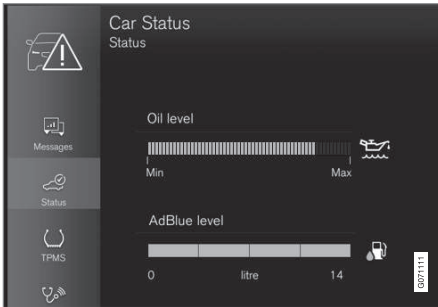 Car Status
Status
Messages
Status
TPMS
Oil level
Min Max
AdBlue level
0 litre 14
G071111